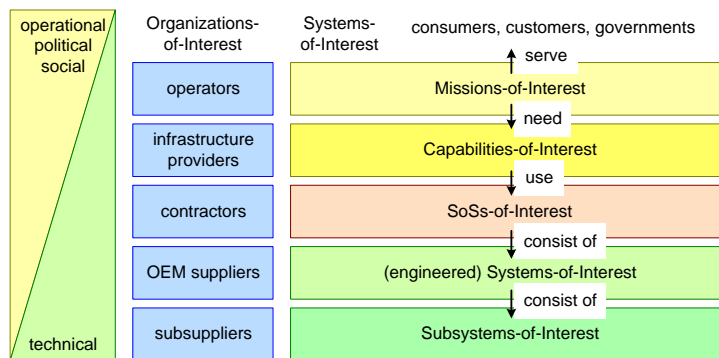 operational
political
social
technical
Organizations-
of-Interest
operators
infrastructure
providers
contractors
OEM suppliers
subsuppliers
Systems-
of-Interest
consumers, customers, governments
serve
Missions-of-Interest
need
Capabilities-of-Interest
use
SoSs-of-Interest
consist of
(engineered) Systems-of-Interest
consist of
Subsystems-of-Interest